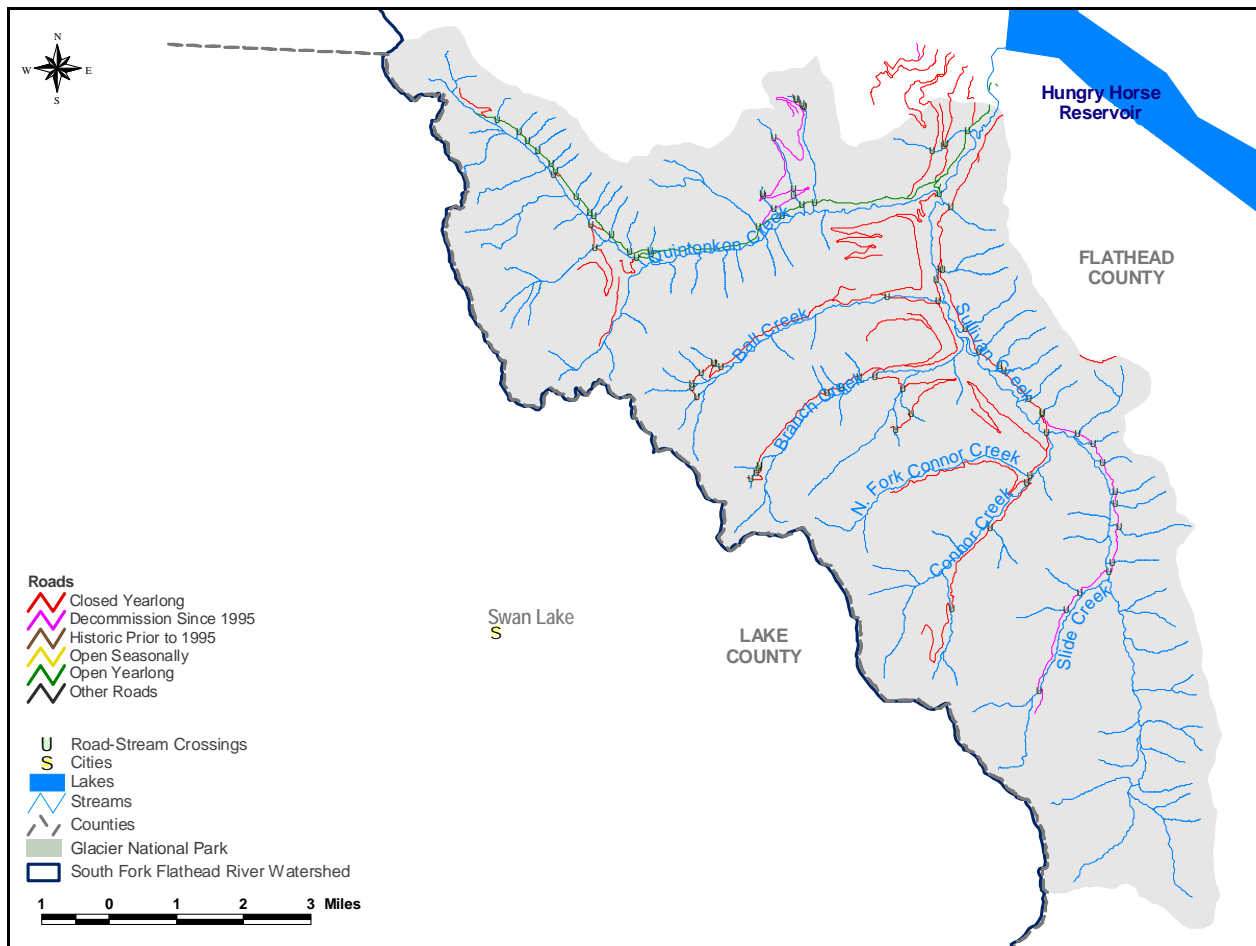 N
W E
S
Hungry Horse
Reservoir
FLATHEAD
COUNTY
Quintonkon Creek
Sullivan Creek
Ball Creek
Branch Creek
N. Fork Connor Creek
Connor Creek
Slide Creek
Swan Lake
S
LAKE
COUNTY
Roads
Closed Yearlong
Decommission Since 1995
Historic Prior to 1995
Open Seasonally
Open Yearlong
Other Roads
U Road-Stream Crossings
S Cities
Lakes
Streams
Counties
Glacier National Park
South Fork Flathead River Watershed
1 0 1 2 3 Miles